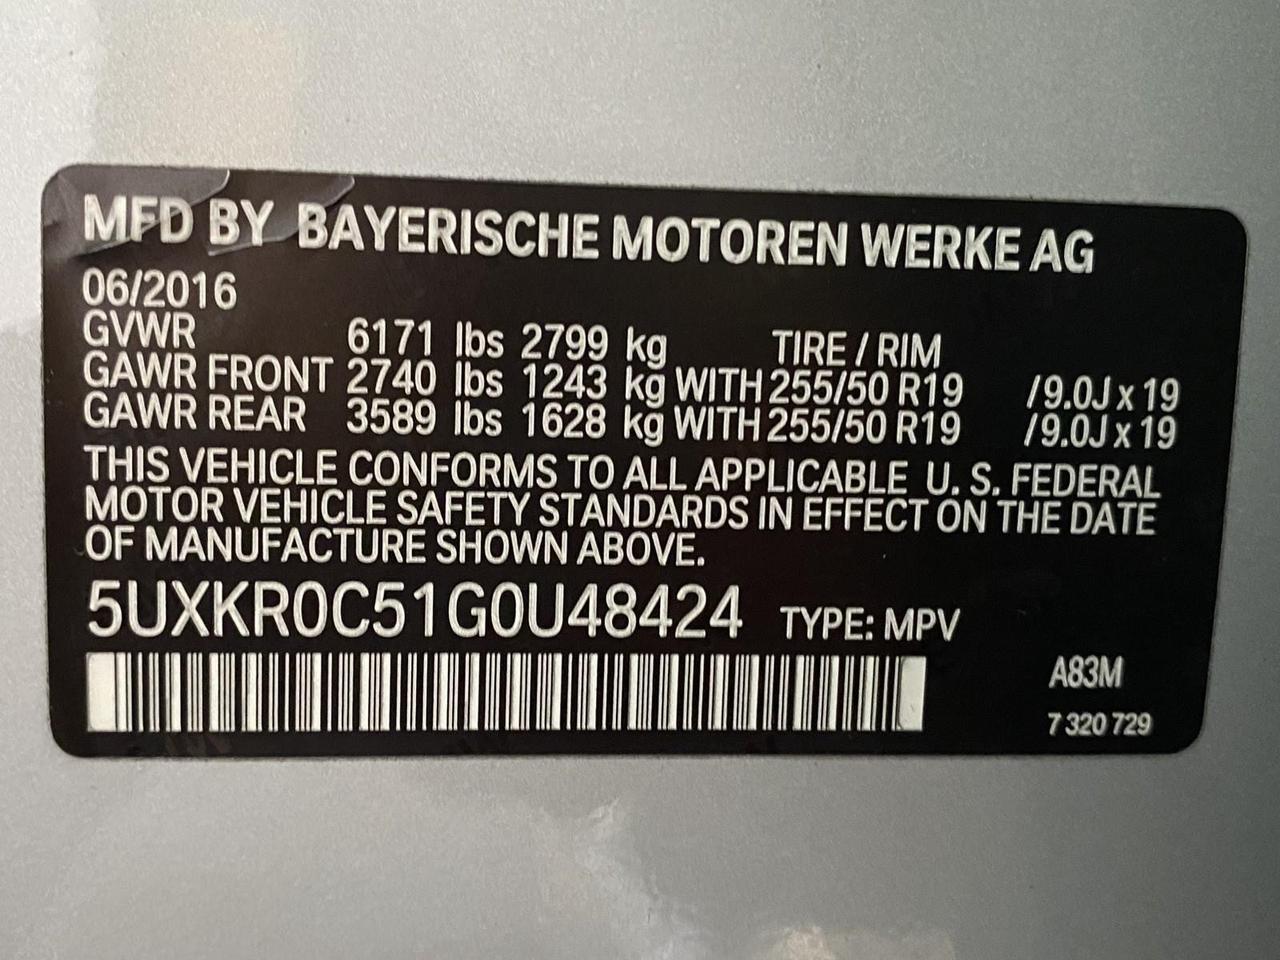 MFD BY BAYERISCHE MOTOREN WERKE AG
06/2016
GVWR 6171 lbs 2799 kg TIRE / RIM
GAWR FRONT 2740 lbs 1243 kg WITH 255/50 R19 /9.0J x 19
GAWR REAR 3589 lbs 1628 kg WITH 255/50 R19 /9.0J x 19
THIS VEHICLE CONFORMS TO ALL APPLICABLE U. S. FEDERAL
MOTOR VEHICLE SAFETY STANDARDS IN EFFECT ON THE DATE
OF MANUFACTURE SHOWN ABOVE.
5UXKR0C51G0U48424 TYPE: MPV
A83M
7 320 729